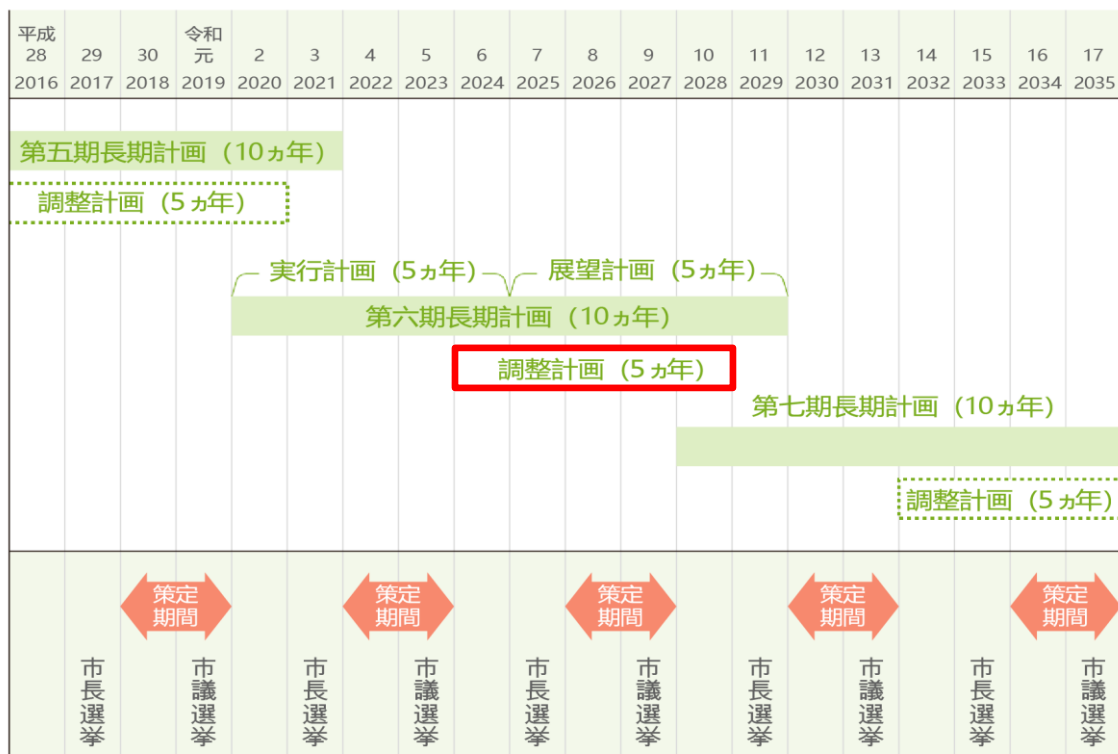 平成 令和
28 29 30 元 2 3 4 5 6 7 8 9 10 11 12 13 14 15 16 17
2016 2017 2018 2019 2020 2021 2022 2023 2024 2025 2026 2027 2028 2029 2030 2031 2032 2033 2034 2035
第五期長期計画 (10ヵ年)
調整計画 (5ヵ年)
実行計画 (5ヵ年) 展望計画 (5ヵ年)
第六期長期計画 (10ヵ年)
調整計画 (5ヵ年)
第七期長期計画 (10ヵ年)
調整計画 (5ヵ年)
策定 策定 策定 策定 策定
期間 期間 期間 期間 期間
市長選挙
市議選挙
市長選挙
市議選挙
市長選挙
市議選挙
市長選挙
市議選挙
市長選挙
市議選挙